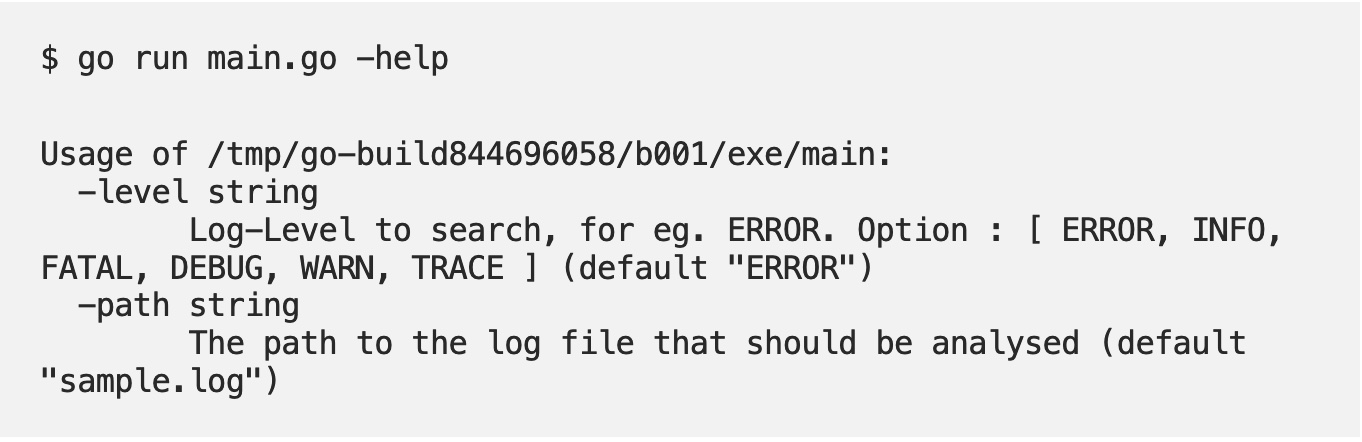 $ go run main.go -help
Usage of /tmp/go-build844696058/b001/exe/main:
  -level string
        Log-Level to search, for eg. ERROR. Option : [ ERROR, INFO,
FATAL, DEBUG, WARN, TRACE ] (default "ERROR")
  -path string
        The path to the log file that should be analysed (default
"sample.log")